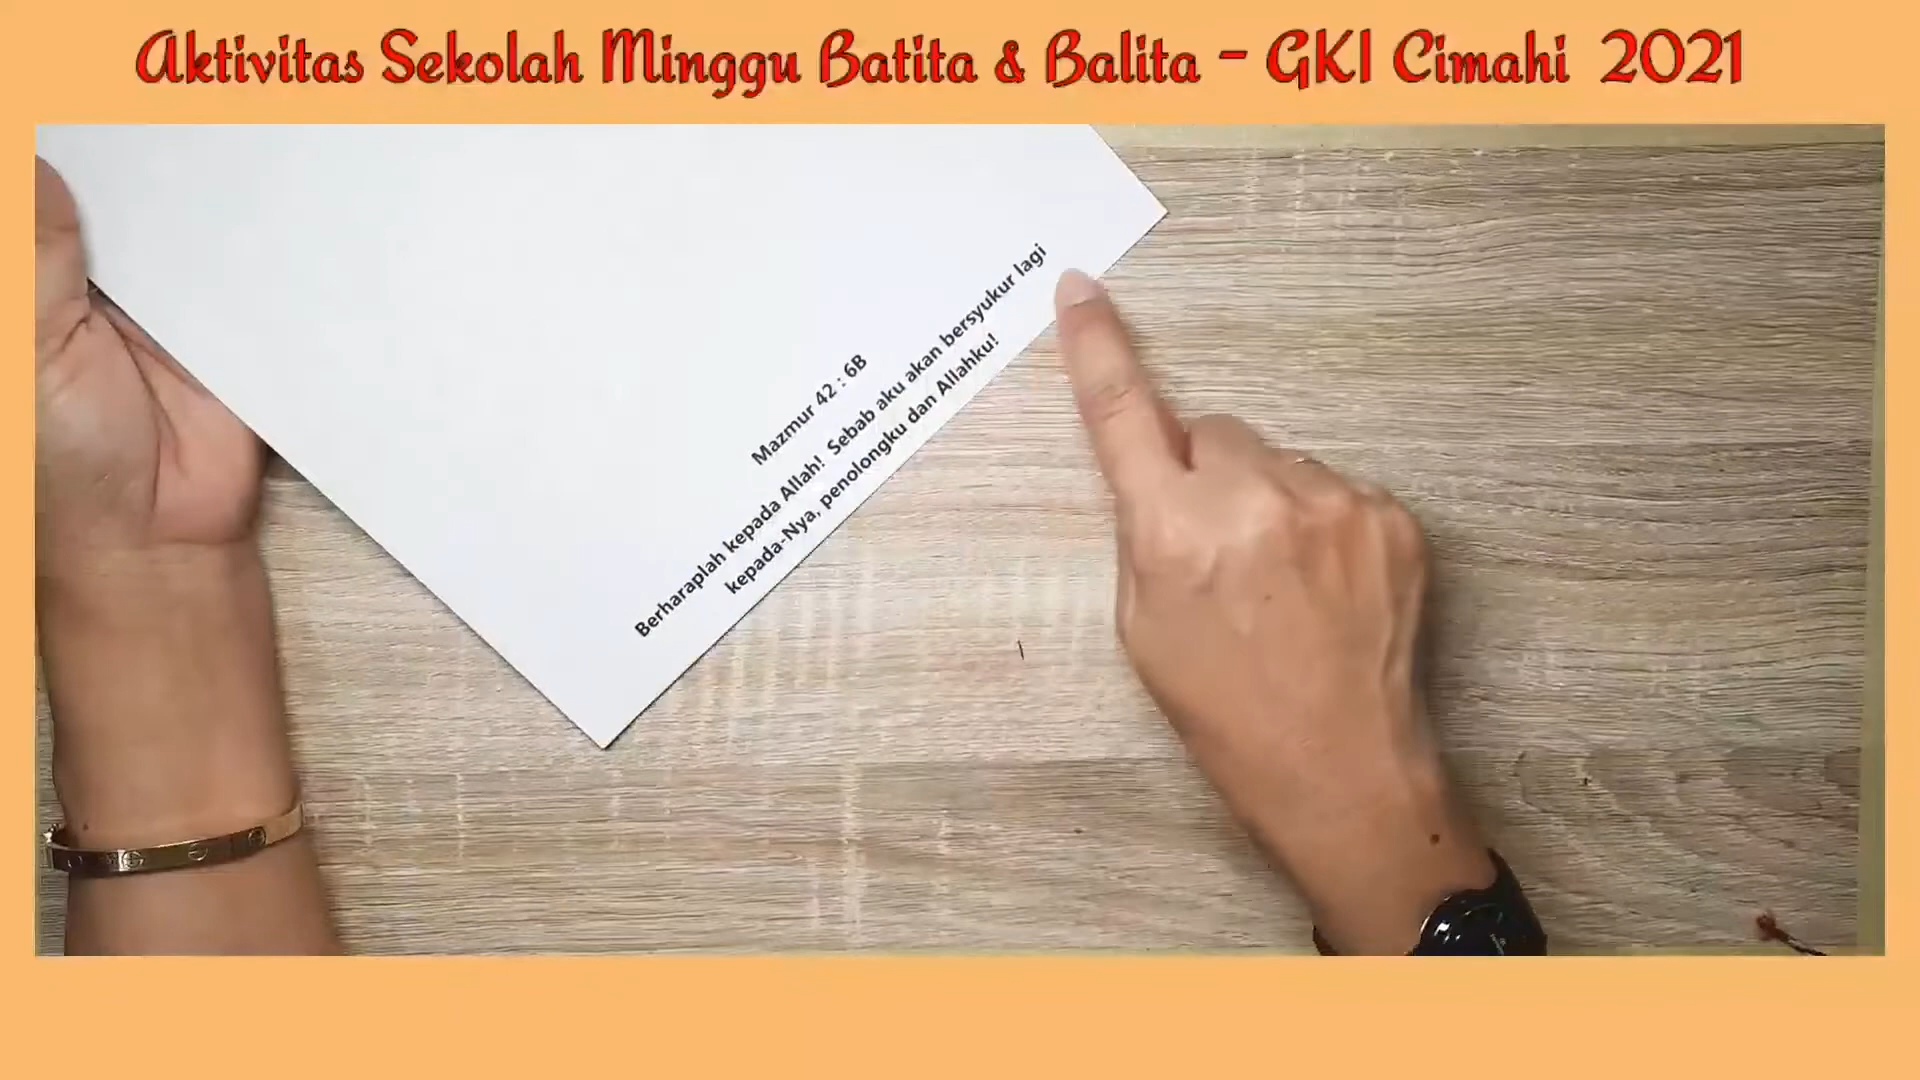 Aktivitas Sekolah Minggu Batita & Balita - GKI Cimahi 2021
Mazmur 42 : 6B
Berharaplah kepada Allah! Sebab aku akan bersyukur lagi
kepada-Nya, penolongku dan Allahku!